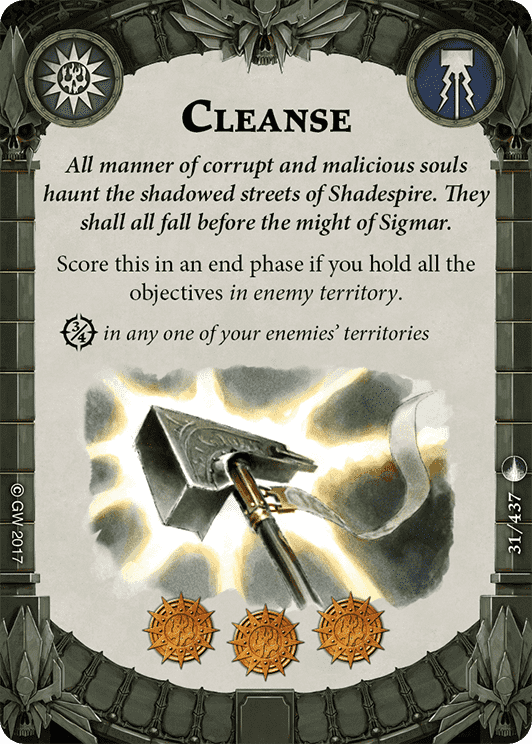 Cleanse
All manner of corrupt and malicious souls
haunt the shadowed streets of Shadespire. They
shall all fall before the might of Sigmar.
Score this in an end phase if you hold all the
objectives in enemy territory.
3/4 in any one of your enemies' territories
© GW 2017
31/437